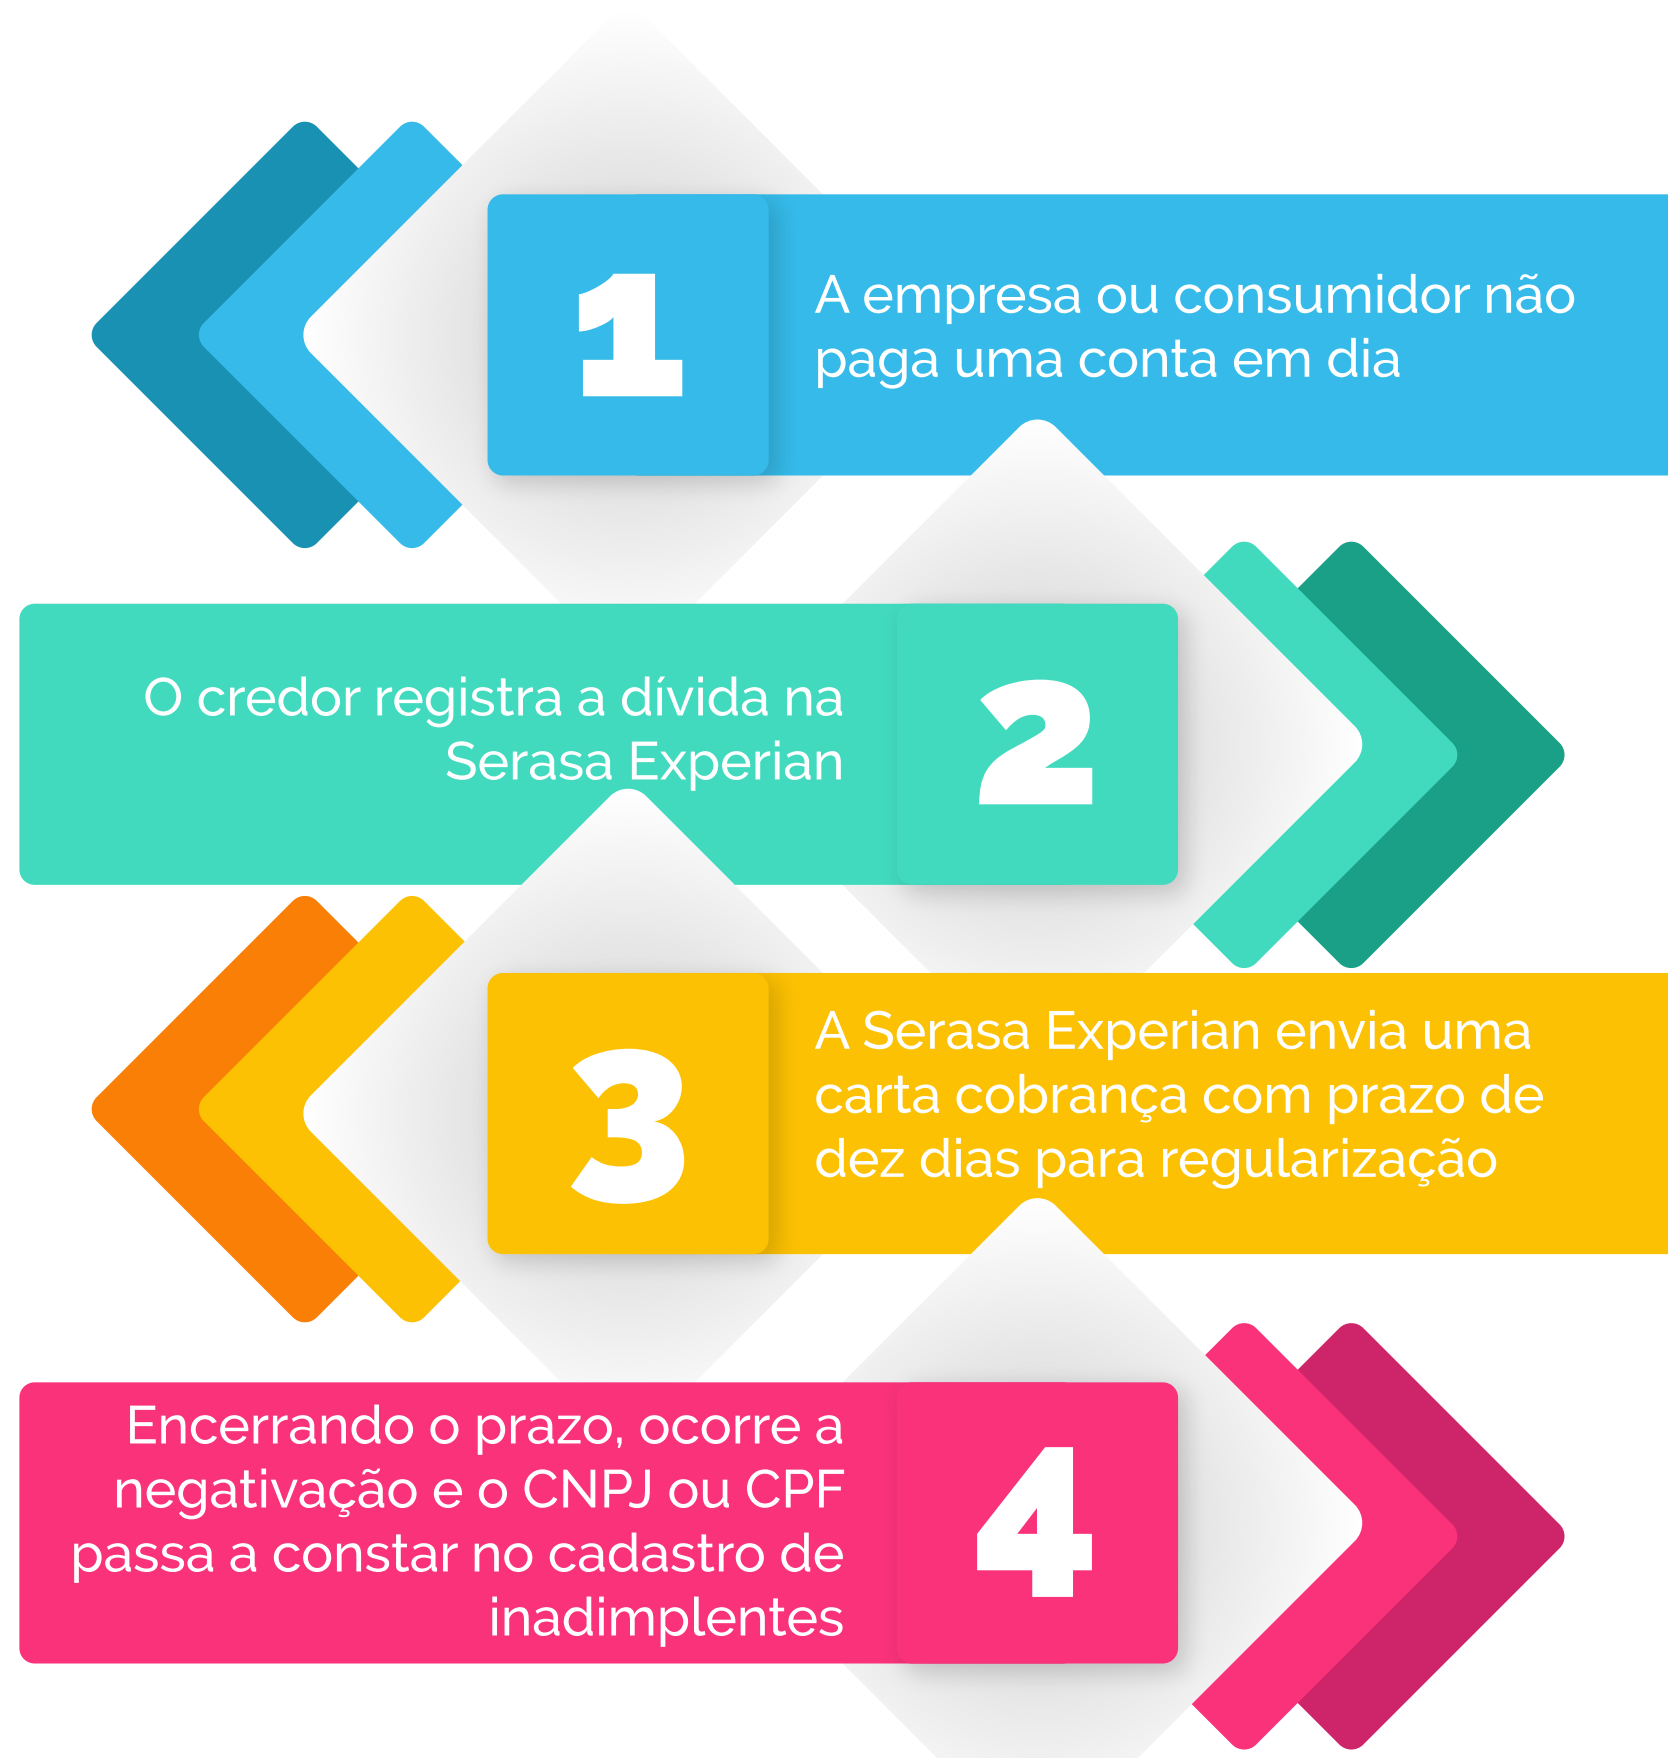 1
A empresa ou consumidor não
paga uma conta em dia
O credor registra a dívida na
Serasa Experian
2
3
A Serasa Experian envia uma
carta cobrança com prazo de
dez dias para regularização
Encerrando o prazo, ocorre a
negativação e o CNPJ ou CPF
passa a constar no cadastro de
inadimplentes
4